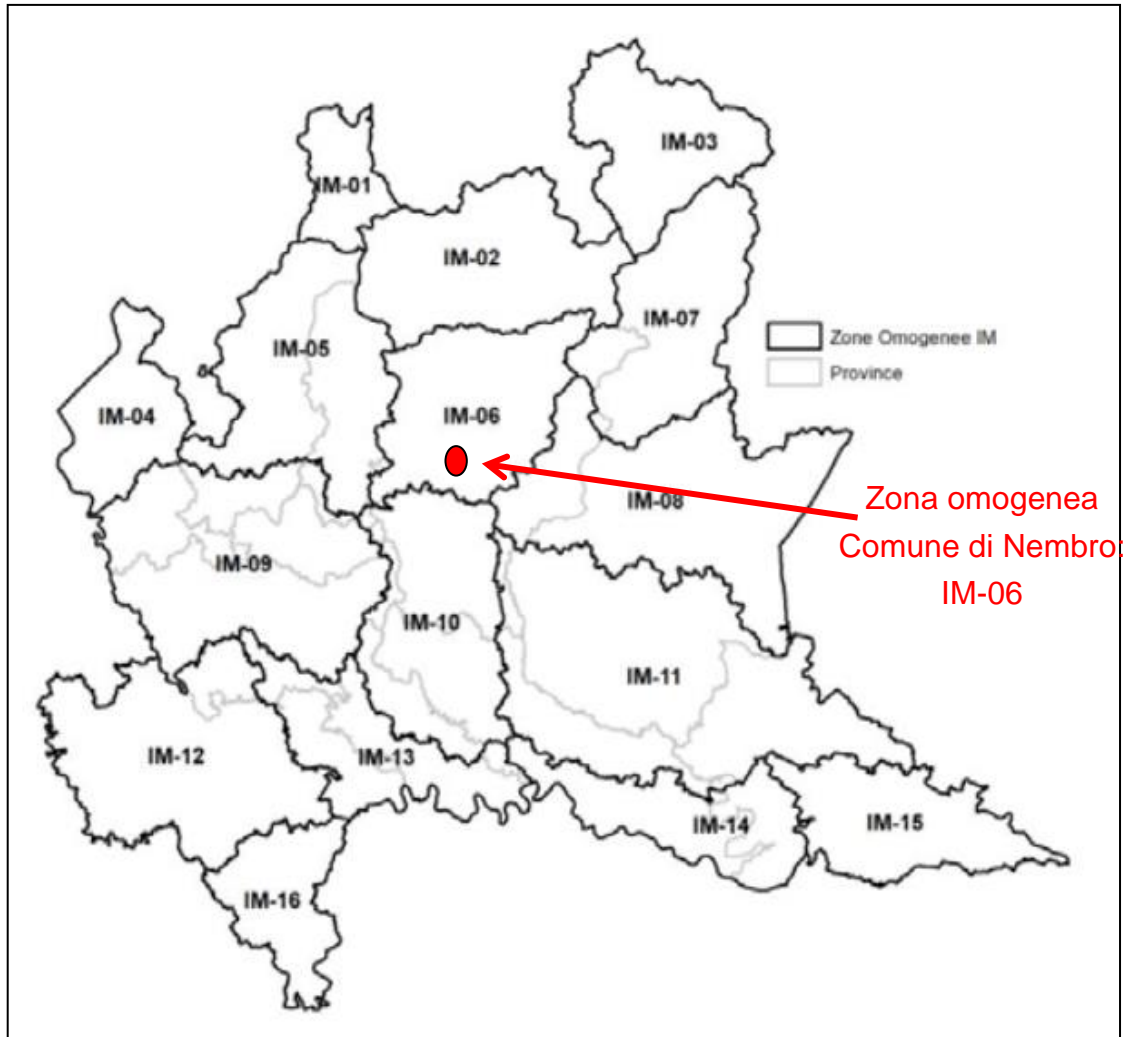 IM-03
IM-01
IM-02
IM-07
IM-05
Zone Omogenee IM
Province
IM-04
IM-06
IM-08
Zona omogenea
Comune di Nembro:
IM-06
IM-09
IM-10
IM-11
IM-12
IM-13
IM-14
IM-15
IM-16